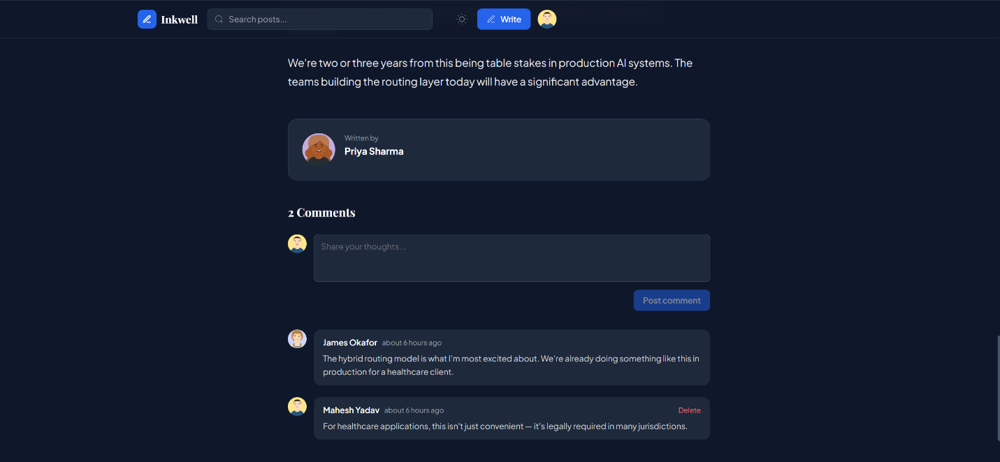 Inkwell
Search posts...
Write
We're two or three years from this being table stakes in production AI systems. The
teams building the routing layer today will have a significant advantage.
Written by
Priya Sharma
2 Comments
Share your thoughts...
Post comment
James Okafor about 6 hours ago
The hybrid routing model is what I'm most excited about. We're already doing something like this in
production for a healthcare client.
Mahesh Yadav about 6 hours ago Delete
For healthcare applications, this isn't just convenient — it's legally required in many jurisdictions.